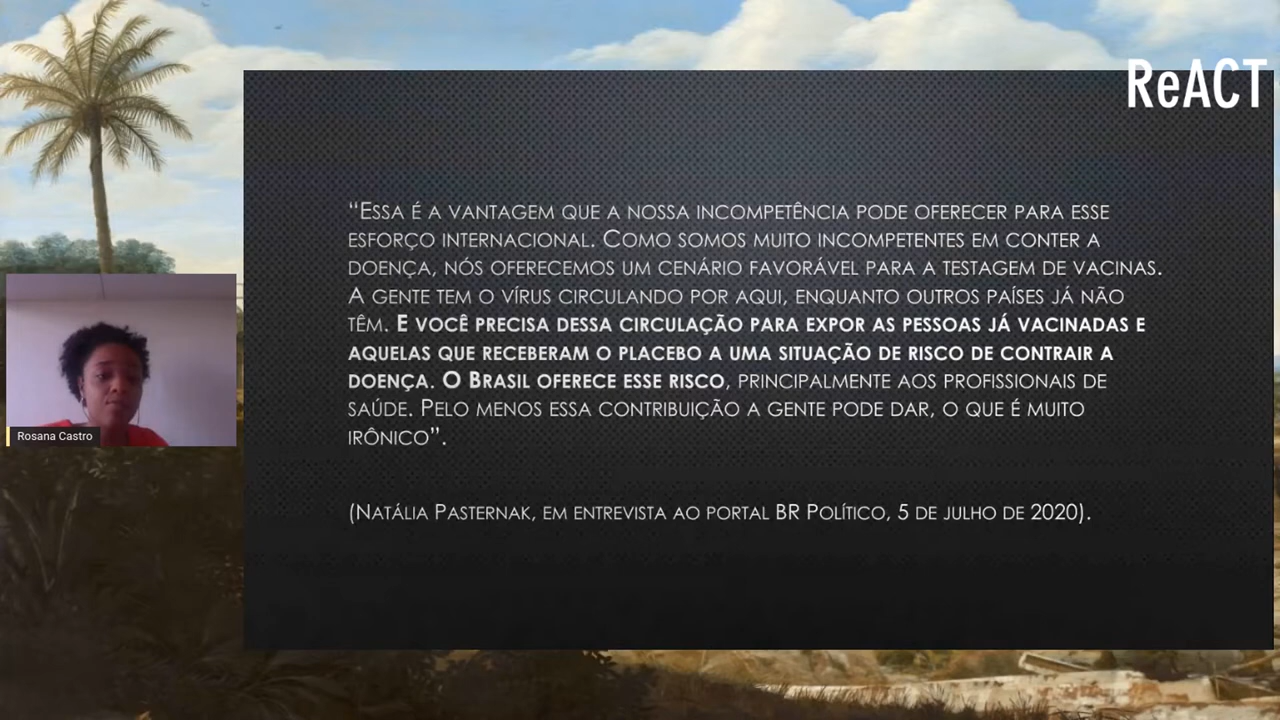 ReACT
“Essa é a vantagem que a nossa incompetência pode oferecer para esse
esforço internacional. Como somos muito incompetentes em conter a
doença, nós oferecemos um cenário favorável para a testagem de vacinas.
A gente tem o vírus circulando por aqui, enquanto outros países já não
têm. E você precisa dessa circulação para expor as pessoas já vacinadas e
aquelas que receberam o placebo a uma situação de risco de contrair a
doença. O Brasil oferece esse risco, principalmente aos profissionais de
saúde. Pelo menos essa contribuição a gente pode dar, o que é muito
irônico”.
(Natália Pasternak, em entrevista ao portal BR Político, 5 de julho de 2020).
Rosana Castro